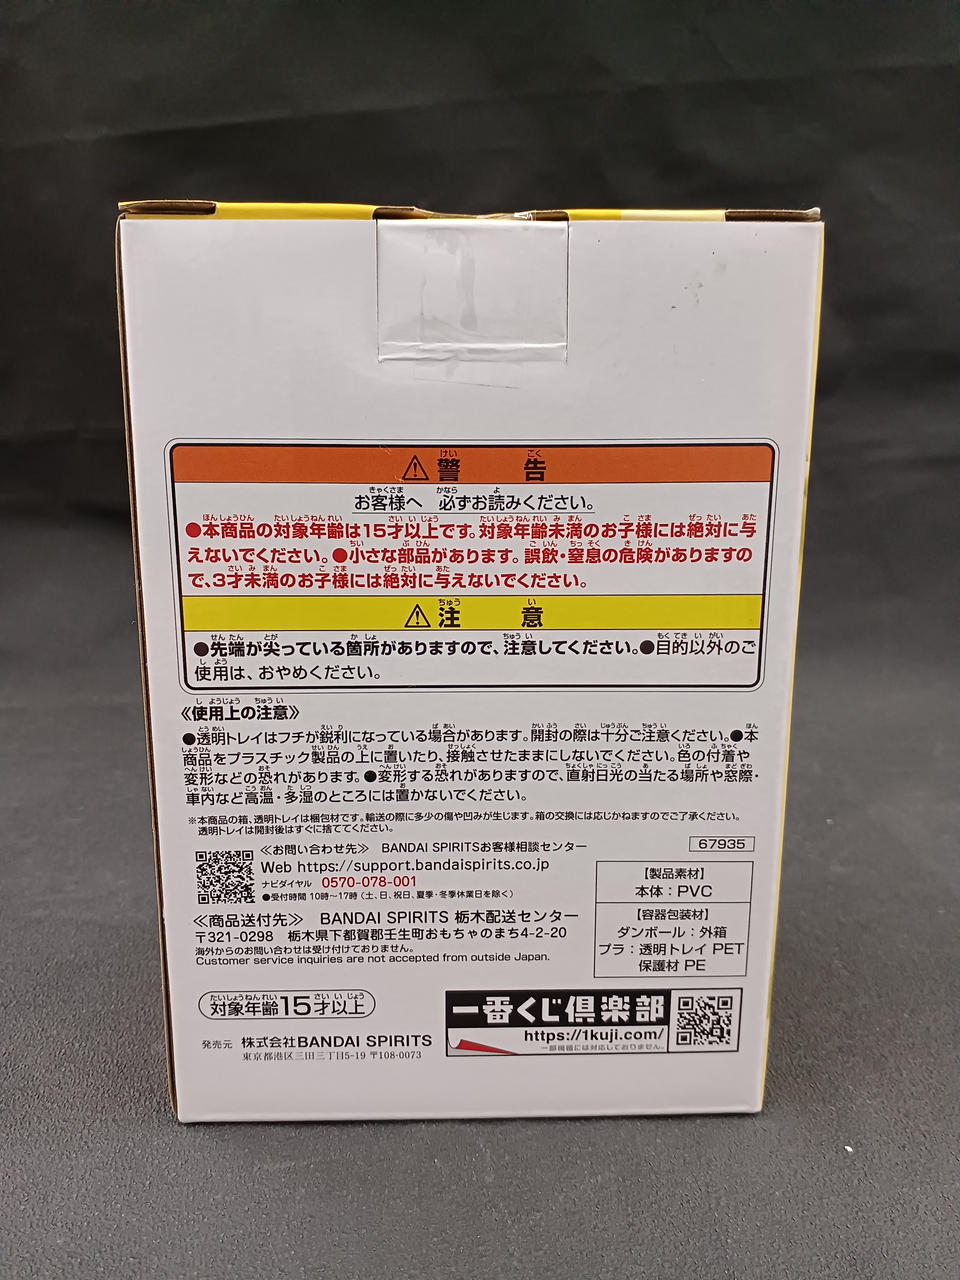 ⚠警告
お客様へ 必ずお読みください。
●本商品の対象年齢は15才以上です。対象年齢未満のお子様には絶対に与
えないでください。●小さな部品があります。誤飲・窒息の危険がありますの
で、3才未満のお子様には絶対に与えないでください。
⚠注意
●先端が尖っている箇所がありますので、注意してください。●目的以外のご
使用は、おやめください。
《使用上の注意》
●透明トレイはフチが鋭利になっている場合があります。開封の際は十分ご注意ください。●本
商品をプラスチック製品の上に置いたり、接触させたままにしないでください。色の付着や
変形などの恐れがあります。●変形する恐れがありますので、直射日光の当たる場所や窓際・
車内など高温・多湿のところには置かないでください。
※本商品の箱、透明トレイは梱包材です。輸送の際に多少の傷や凹みが生じます。箱の交換には応じかねますのでご了承ください。
透明トレイは開封後はすぐに捨ててください。
≪お問い合わせ先≫ BANDAI SPIRITSお客様相談センター
67935
Web https://support.bandaispirits.co.jp
ナビダイヤル 0570-078-001
●受付時間 10時〜17時(土、日、祝日、夏季・冬季休業日を除く)
≪商品送付先≫ BANDAI SPIRITS 栃木配送センター
〒321-0298 栃木県下都賀郡壬生町おもちゃのまち4-2-20
海外からのお問い合わせは受け付けておりません。
Customer service inquiries are not accepted from outside Japan.
【製品素材】
本体：PVC
【容器包装材】
ダンボール：外箱
プラ：透明トレイ PET
保護材 PE
対象年齢15才以上
発売元 株式会社BANDAI SPIRITS
東京都港区三田三丁目5-19 〒108-0073
一番くじ倶楽部
https://1kuji.com/
一部機種には対応しておりません。